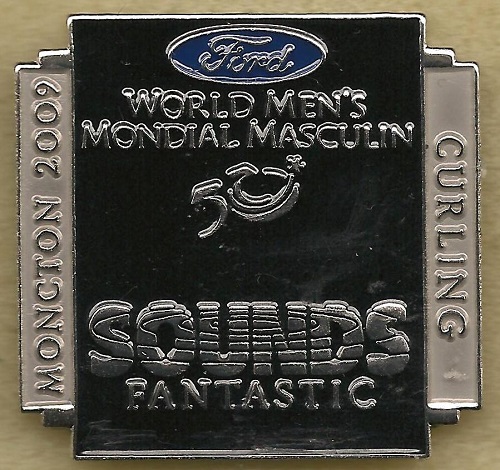 Ford
WORLD MEN'S
MONDIAL MASCULIN
50
MONCTON 2009
CURLING
SOUNDS
FANTASTIC